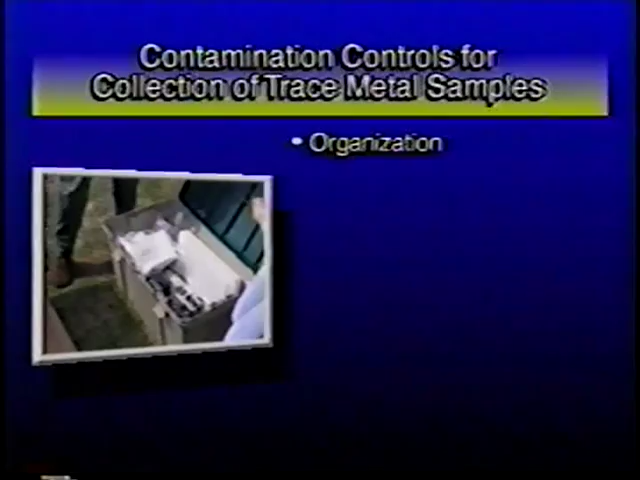 Contamination Controls for
Collection of Trace Metal Samples
• Organization